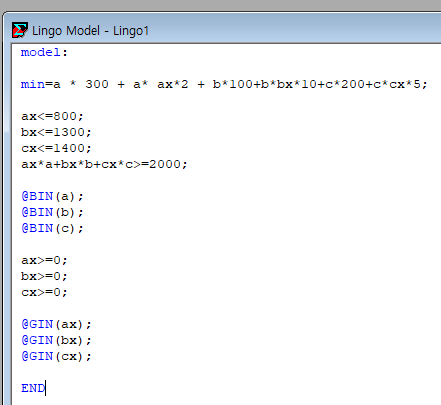 Lingo Model - Lingo1
model:
min=a * 300 + a* ax*2 + b*100+b*bx*10+c*200+c*cx*5;
ax<=800;
bx<=1300;
cx<=1400;
ax*a+bx*b+cx*c>=2000;
@BIN(a);
@BIN(b);
@BIN(c);
ax>=0;
bx>=0;
cx>=0;
@GIN(ax);
@GIN(bx);
@GIN(cx);
END